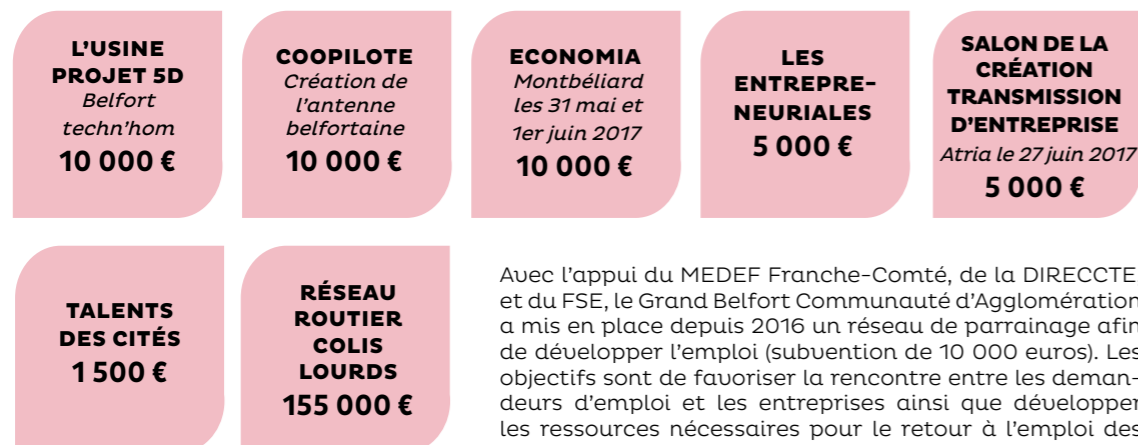 L'USINE
PROJET 5D
Belfort
techn'hom
10 000 €
COOPILOTE
Création de
l'antenne
belfortaine
10 000 €
ECONOMIA
Montbéliard
les 31 mai et
1er juin 2017
10 000 €
LES
ENTREPRE-
NEURIALES
5 000 €
SALON DE LA
CRÉATION
TRANSMISSION
D'ENTREPRISE
Atria le 27 juin 2017
5 000 €
TALENTS
DES CITÉS
1 500 €
RÉSEAU
ROUTIER
COLIS
LOURDS
155 000 €
Avec l'appui du MEDEF Franche-Comté, de la DIRECCTE
et du FSE, le Grand Belfort Communauté d'Agglomération
a mis en place depuis 2016 un réseau de parrainage afin
de développer l'emploi (subvention de 10 000 euros). Les
objectifs sont de favoriser la rencontre entre les deman-
deurs d'emploi et les entreprises ainsi que développer
les ressources nécessaires pour le retour à l'emploi des